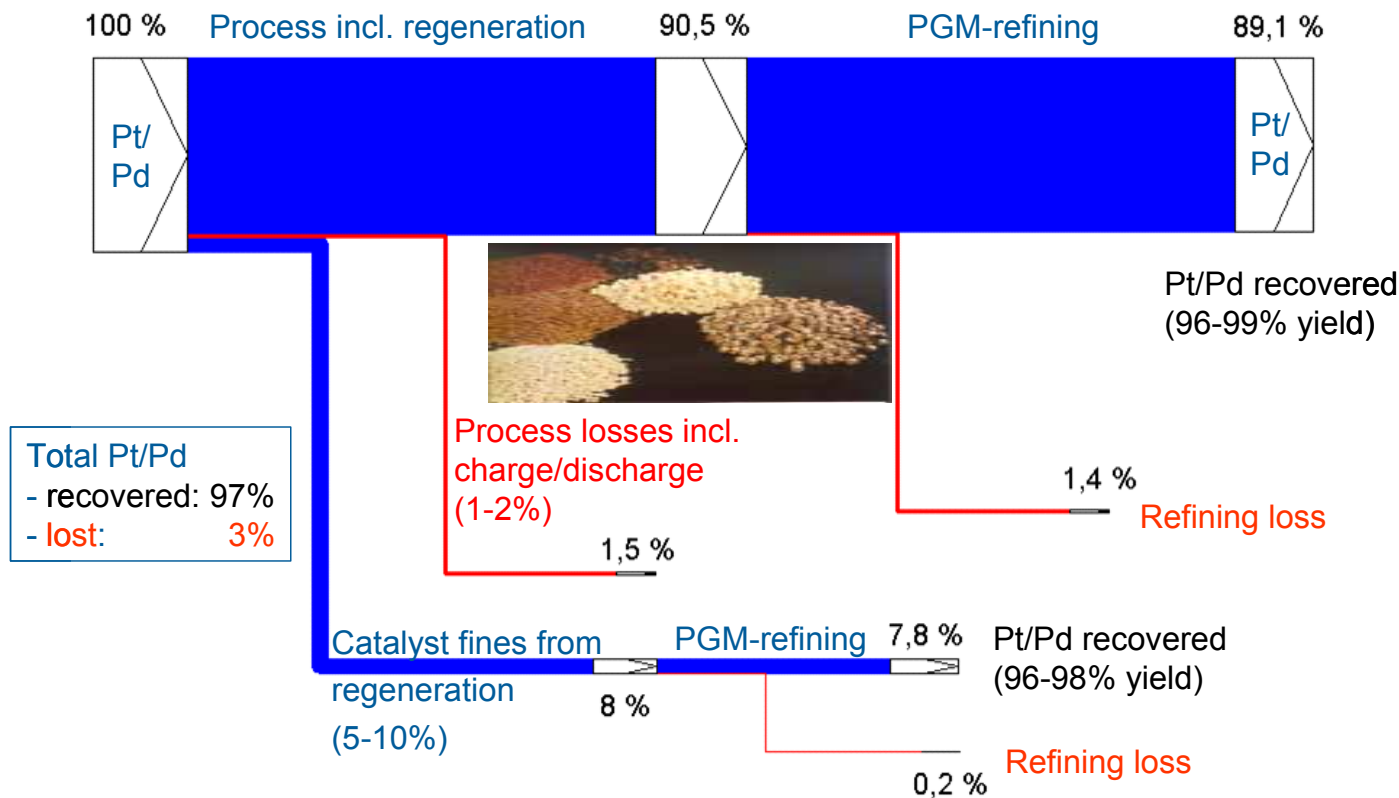 100 %
Process incl. regeneration
90,5 %
PGM-refining
89,1 %
Pt/
Pd
Pt/
Pd
Pt/Pd recovered
(96-99% yield)
Total Pt/Pd
- recovered: 97%
- lost: 3%
Process losses incl.
charge/discharge
(1-2%)
1,5 %
1,4 %
Refining loss
Catalyst fines from
regeneration
(5-10%)
8 %
PGM-refining
7,8 %
Pt/Pd recovered
(96-98% yield)
0,2 %
Refining loss